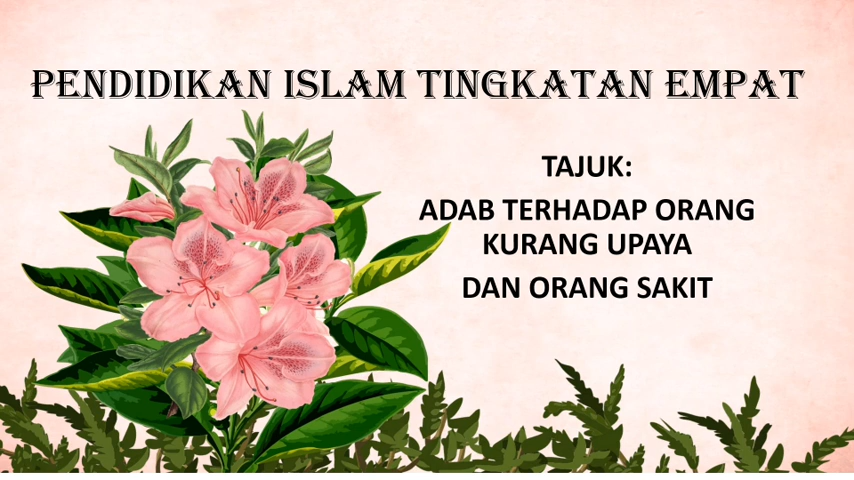 PENDIDIKAN ISLAM TINGKATAN EMPAT
TAJUK:
ADAB TERHADAP ORANG
KURANG UPAYA
DAN ORANG SAKIT